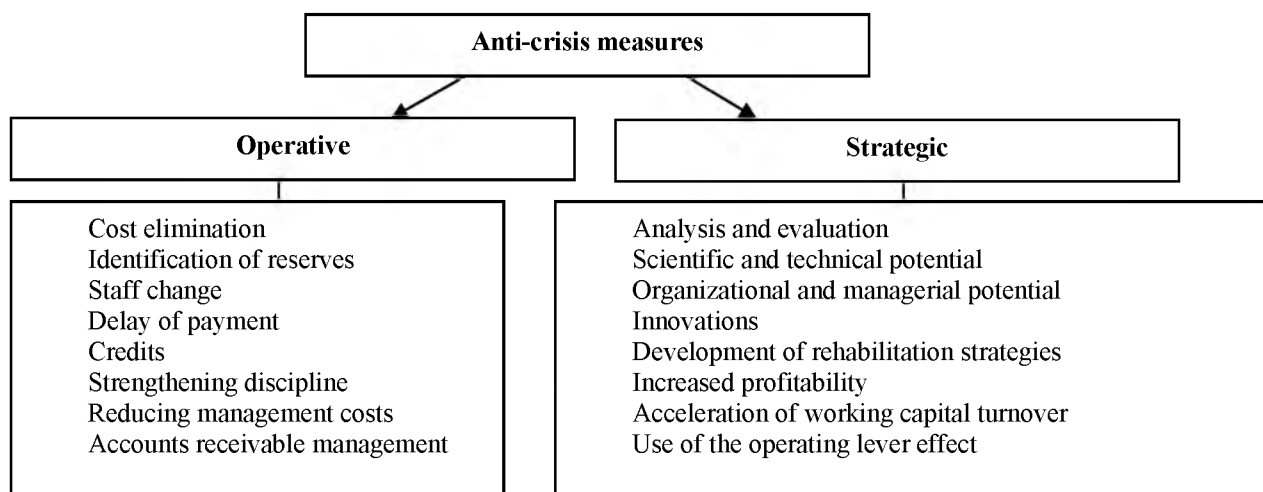 Anti-crisis measures
Operative
Strategic
Cost elimination
Identification of reserves
Staff change
Delay of payment
Credits
Strengthening discipline
Reducing management costs
Accounts receivable management
Analysis and evaluation
Scientific and technical potential
Organizational and managerial potential
Innovations
Development of rehabilitation strategies
Increased profitability
Acceleration of working capital turnover
Use of the operating lever effect